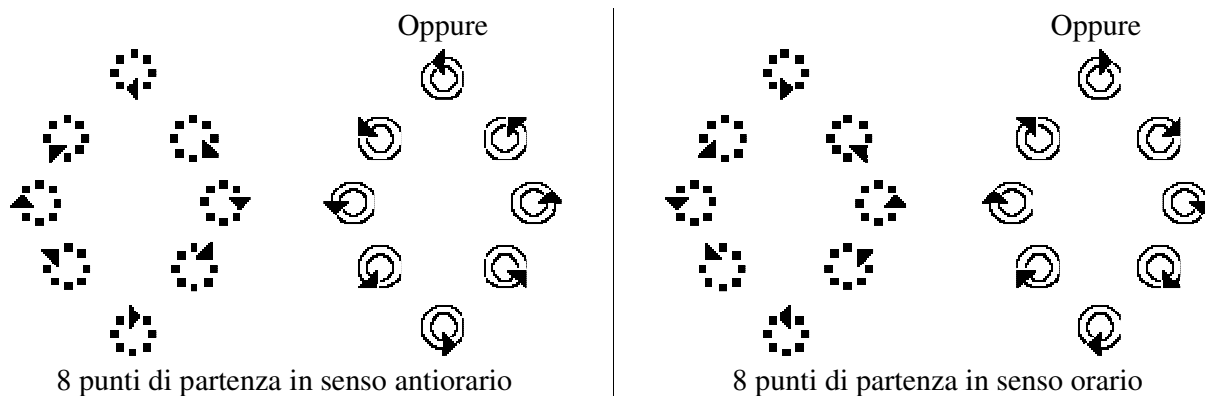 Oppure
Oppure
8 punti di partenza in senso antiorario
8 punti di partenza in senso orario